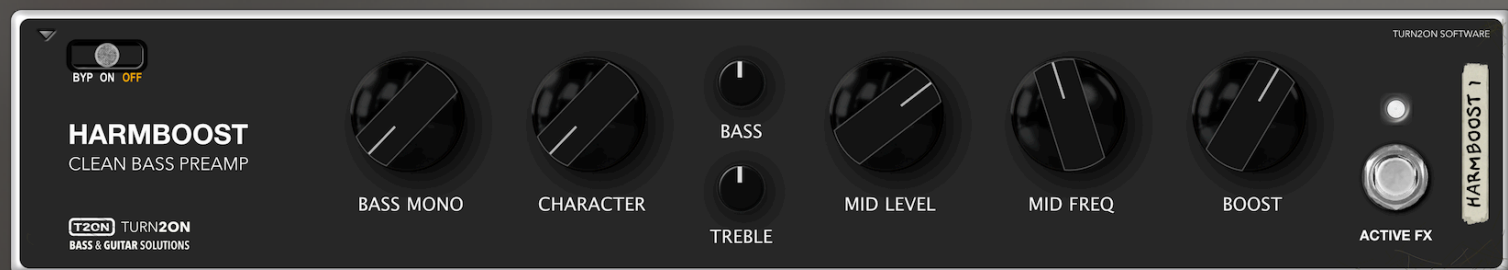 TURN2ON SOFTWARE
BYP ON OFF
HARMBOOST
CLEAN BASS PREAMP
T2ON TURN2ON
BASS & GUITAR SOLUTIONS
BASS MONO
CHARACTER
BASS
TREBLE
MID LEVEL
MID FREQ
BOOST
ACTIVE FX
HARMBOOST 1